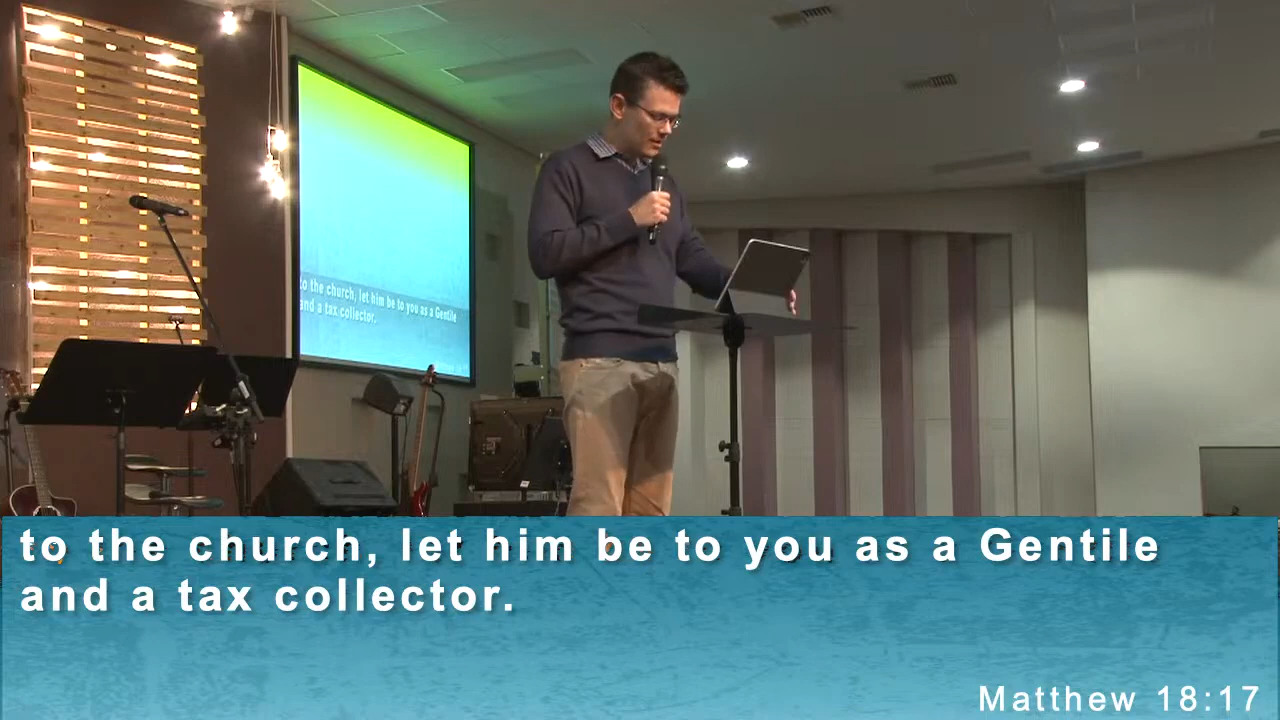 to the church, let him be to you as a Gentile
and a tax collector.
to the church, let him be to you as a Gentile
and a tax collector.
Matthew 18:17